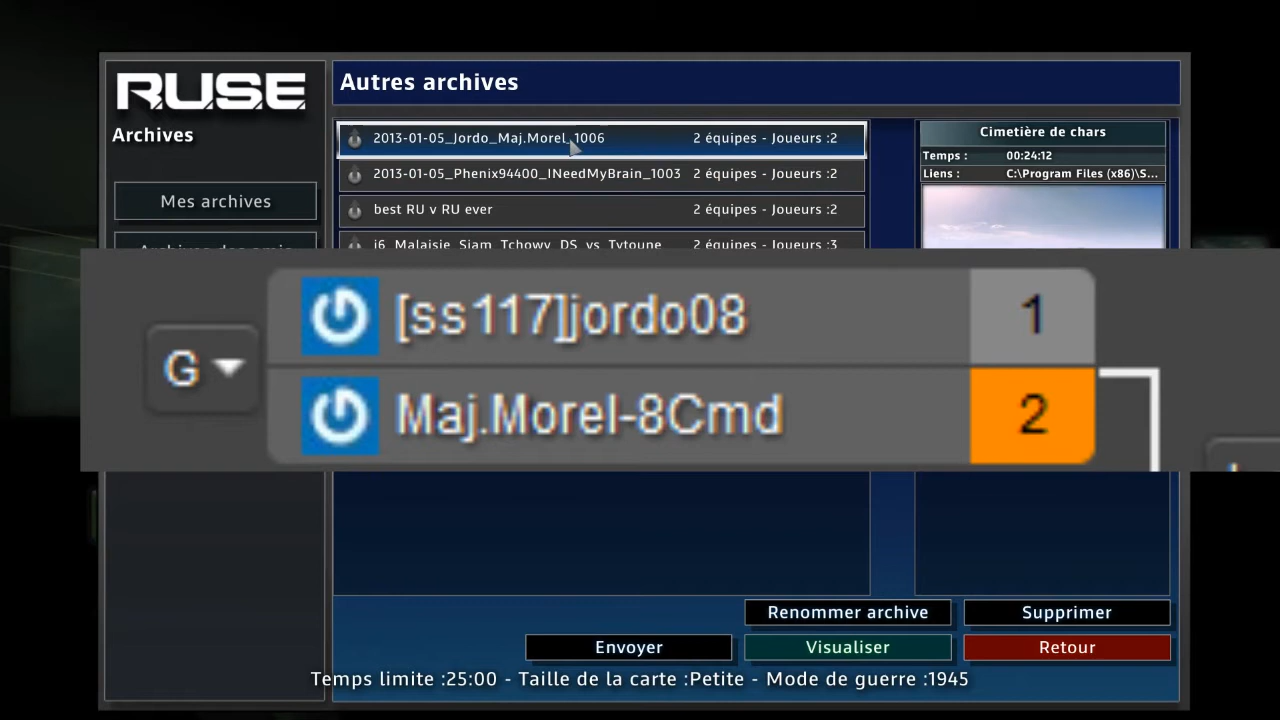 RUSE
Archives
Mes archives
Autres archives
2013-01-05_Jordo_Maj.Morel_1006 2 équipes - Joueurs :2
2013-01-05_Phenix94400_INeedMyBrain_1003 2 équipes - Joueurs :2
best RU v RU ever 2 équipes - Joueurs :2
j6_Malaisie_Siam_Tchowy_DS_vs_Tytoune 2 équipes - Joueurs :3
Cimetière de chars
Temps : 00:24:12
Liens : C:\Program Files (x86)\S...
G
[ss117]jordo08 1
Maj.Morel-8Cmd 2
Renommer archive Supprimer
Envoyer Visualiser Retour
Temps limite :25:00 - Taille de la carte :Petite - Mode de guerre :1945